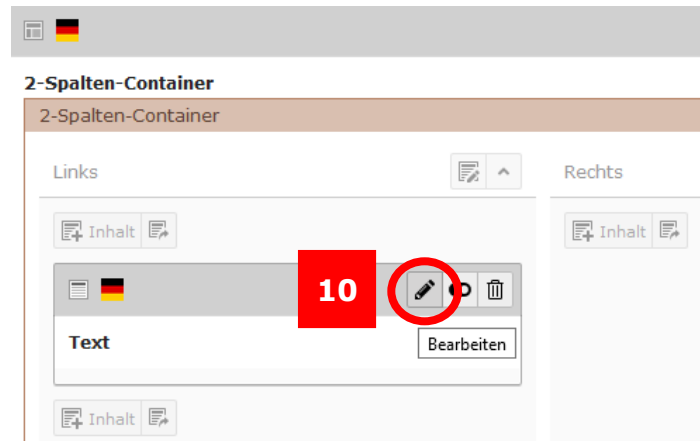 2-Spalten-Container
2-Spalten-Container
Links
Rechts
Inhalt
Inhalt
10
Text
Bearbeiten
Inhalt